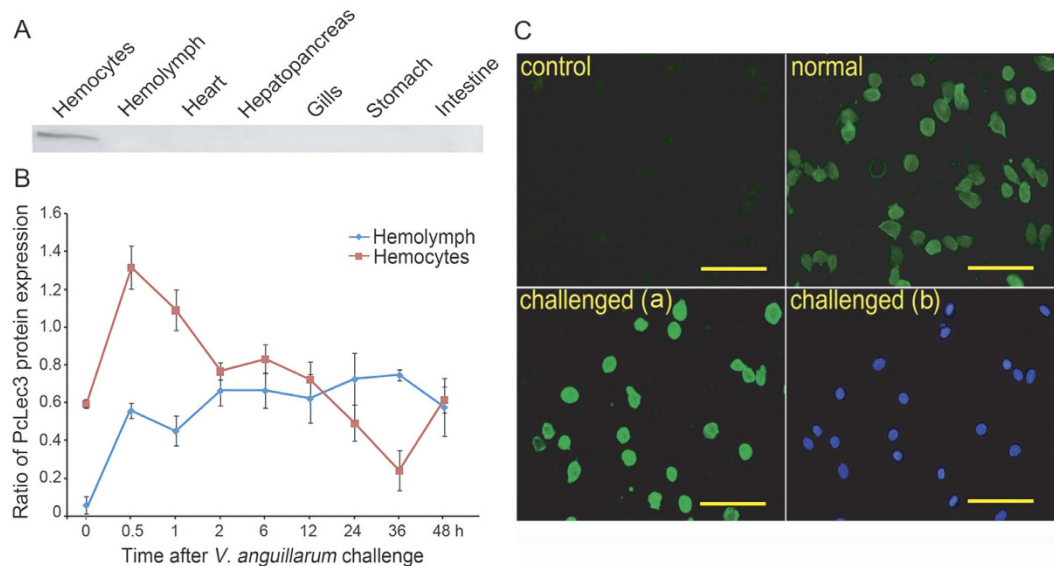 A
Hemocytes
Hemolymph
Heart
Hepatopancreas
Gills
Stomach
Intestine
B
Ratio of PcLec3 protein expression
1.6
1.4
1.2
1.0
0.8
0.6
0.4
0.2
0
Hemolymph
Hemocytes
0 0.5 1 2 6 12 24 36 48 h
Time after V. anguillarum challenge
C
control
normal
challenged (a)
challenged (b)